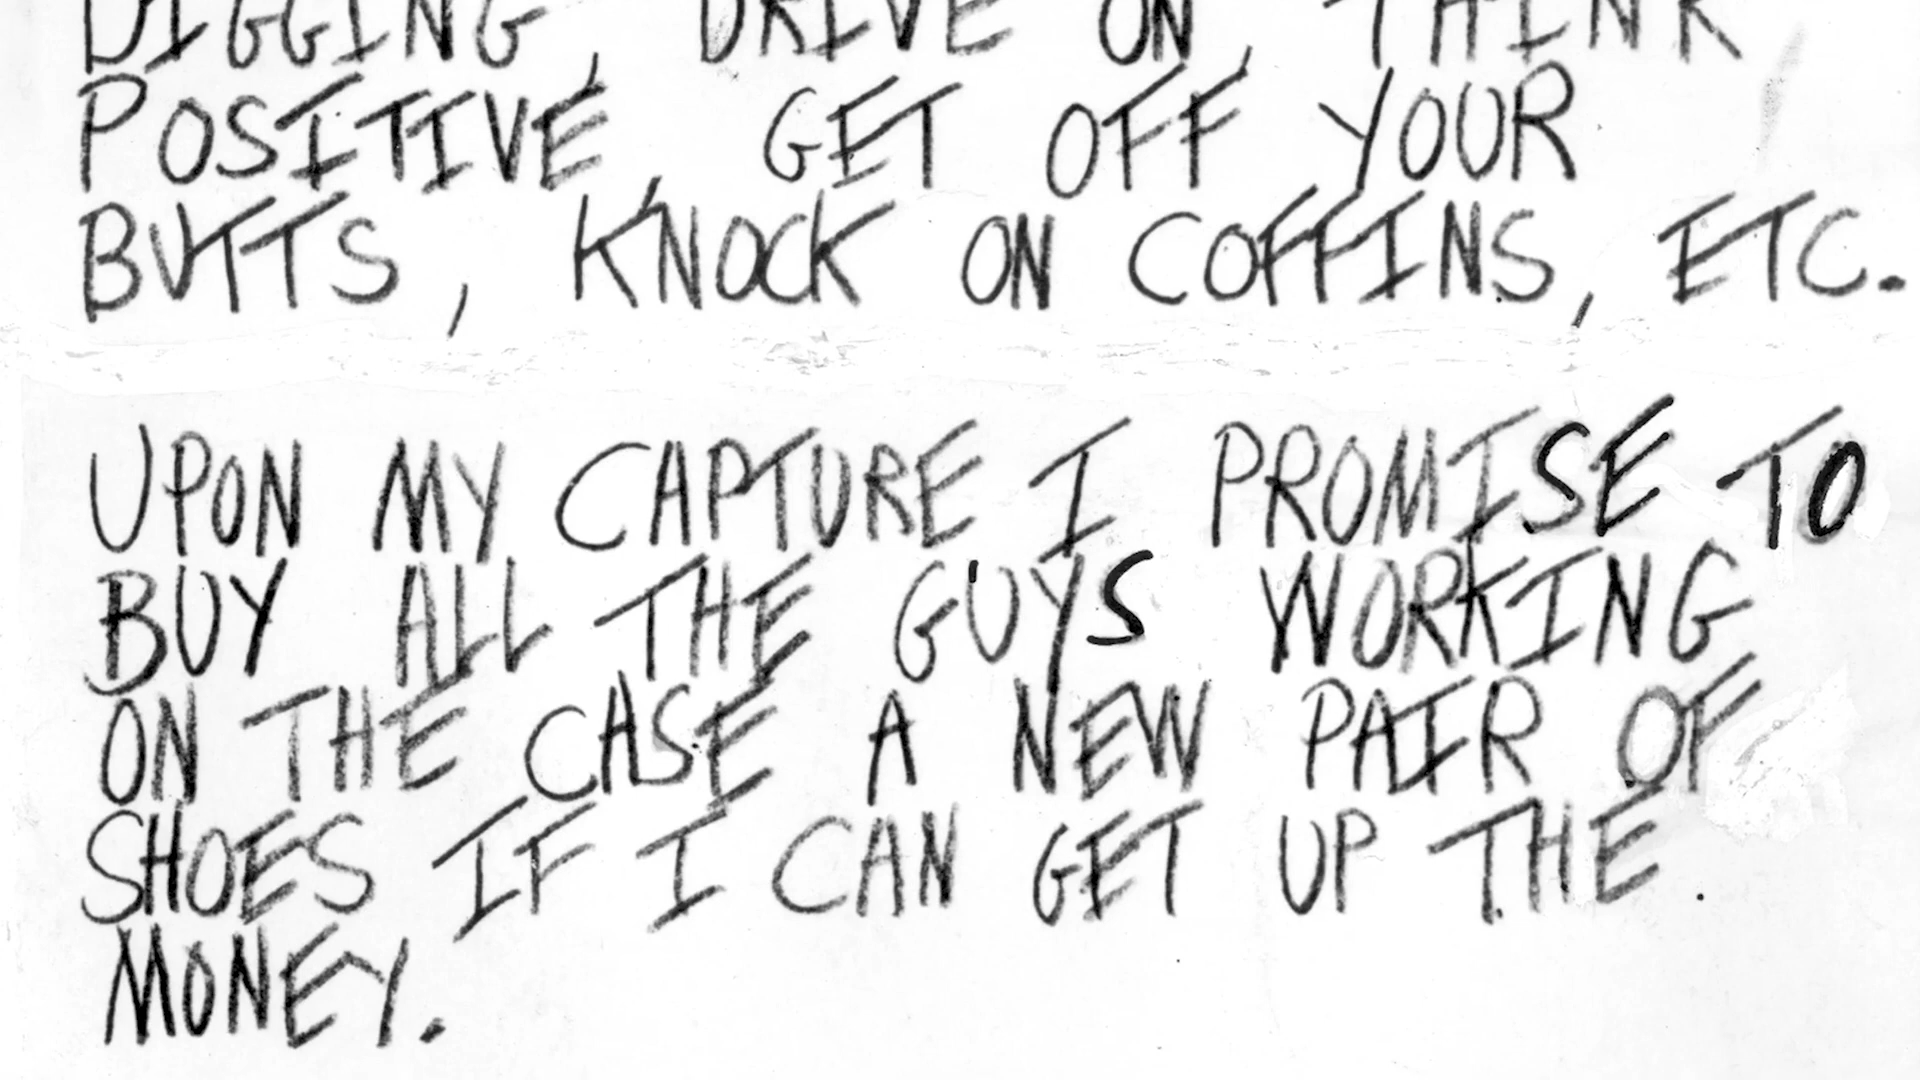 DIGGING, DRIVE ON, THINK
POSITIVE, GET OFF YOUR
BUTTS, KNOCK ON COFFINS, ETC.
UPON MY CAPTURE I PROMISE TO
BUY ALL THE GUYS WORKING
ON THE CASE A NEW PAIR OF
SHOES IF I CAN GET UP THE
MONEY.